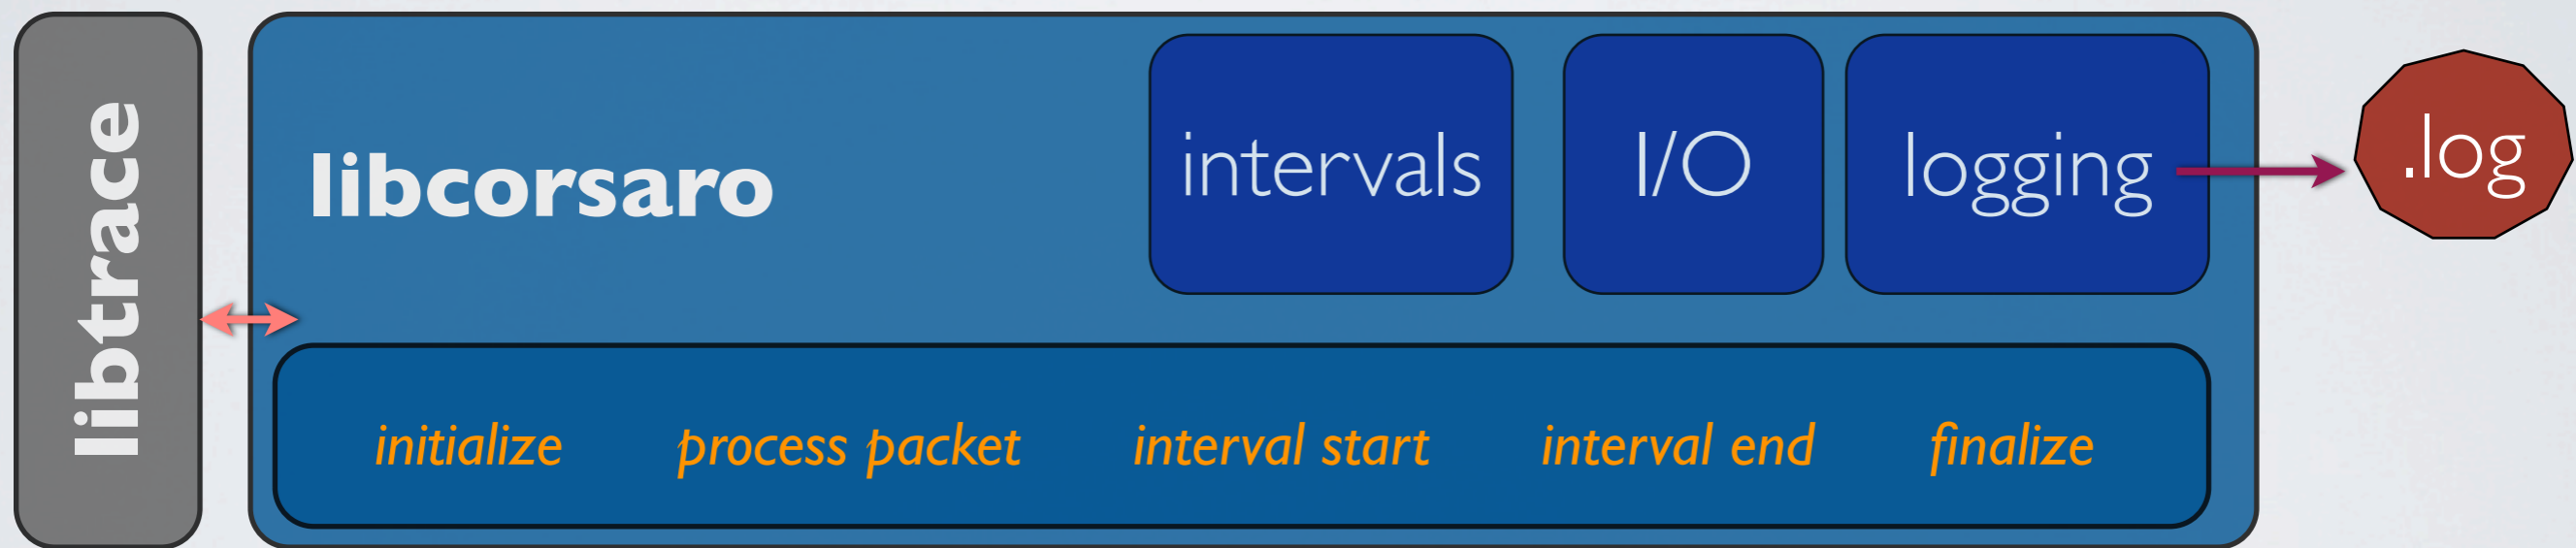 libtrace
libcorsaro
intervals
I/O
logging
.log
initialize
process packet
interval start
interval end
finalize